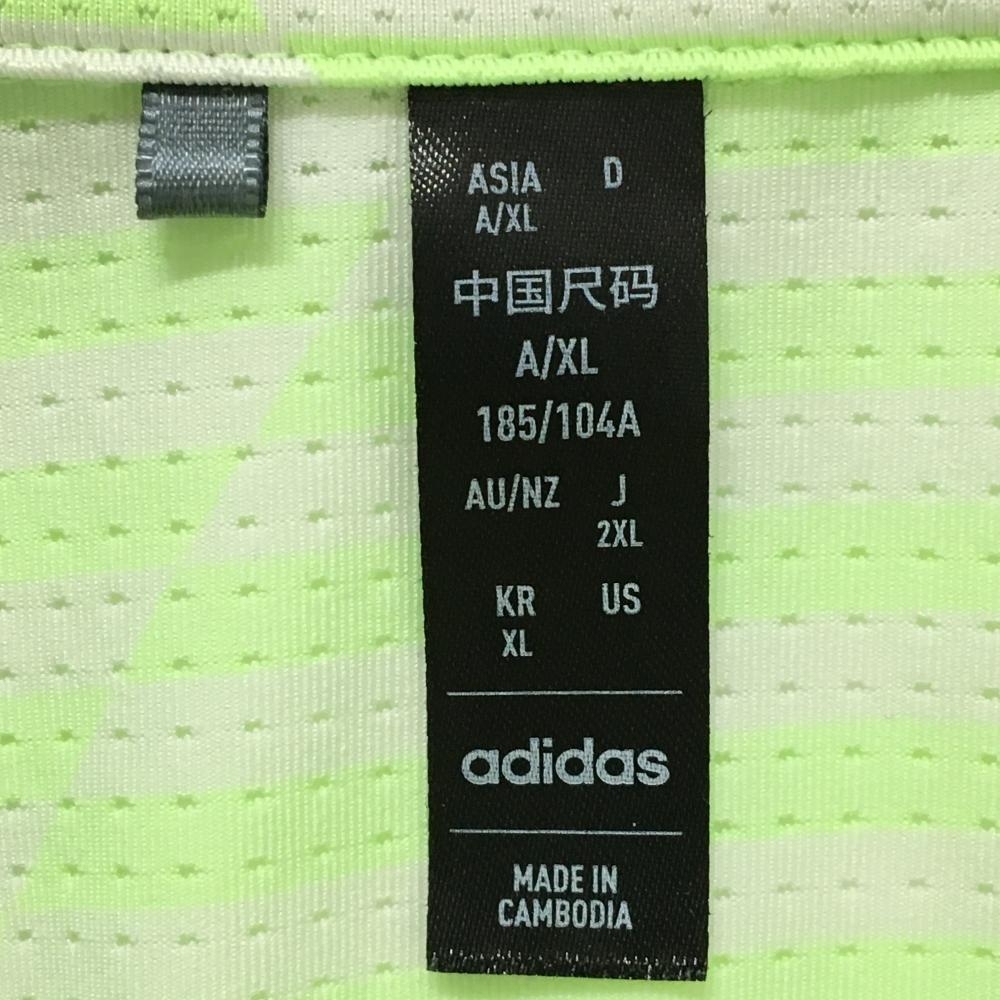 ASIA D
A/XL
中国尺码
A/XL
185/104A
AU/NZ J
2XL
KR US
XL
adidas
MADE IN
CAMBODIA